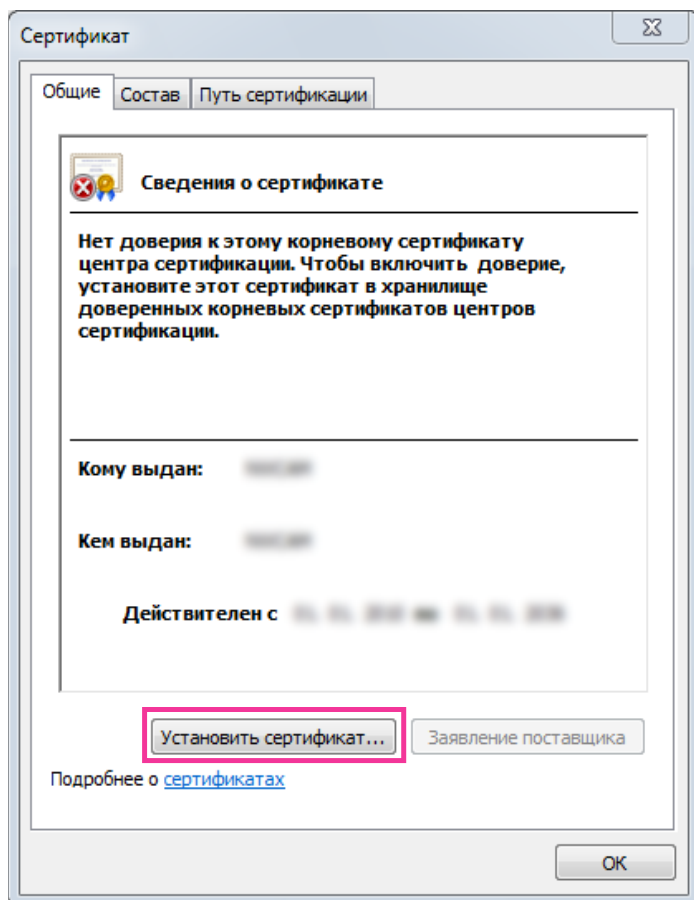 Сертификат
Общие Состав Путь сертификации
Сведения о сертификате
Нет доверия к этому корневому сертификату
центра сертификации. Чтобы включить доверие,
установите этот сертификат в хранилище
доверенных корневых сертификатов центров
сертификации.
Кому выдан:
Кем выдан:
Действителен с
Установить сертификат... Заявление поставщика
Подробнее о сертификатах
ОК